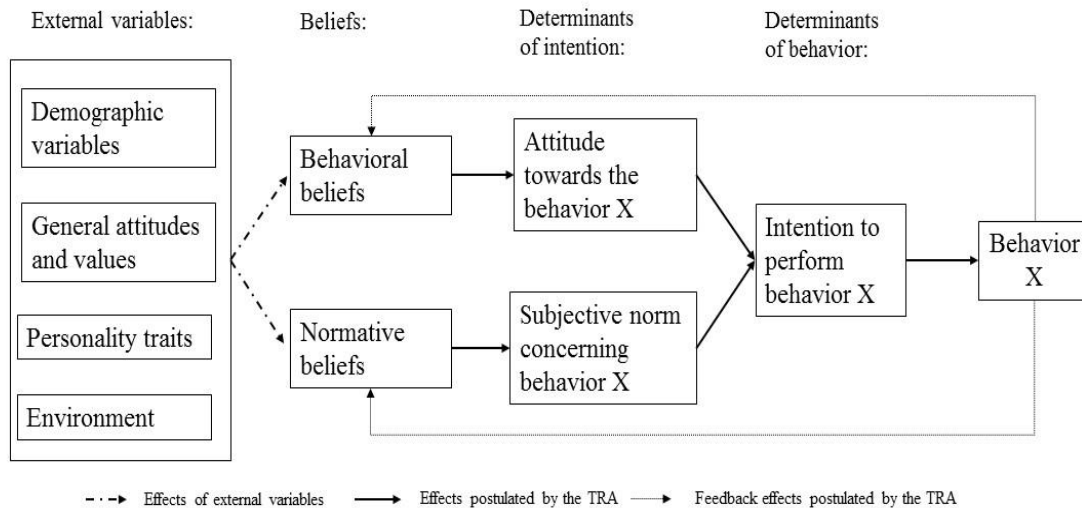 External variables:
Beliefs:
Determinants
of intention:
Determinants
of behavior:
Demographic
variables
General attitudes
and values
Personality traits
Environment
Behavioral
beliefs
Normative
beliefs
Attitude
towards the
behavior X
Subjective norm
concerning
behavior X
Intention to
perform
behavior X
Behavior
X
Effects of external variables
Effects postulated by the TRA
Feedback effects postulated by the TRA